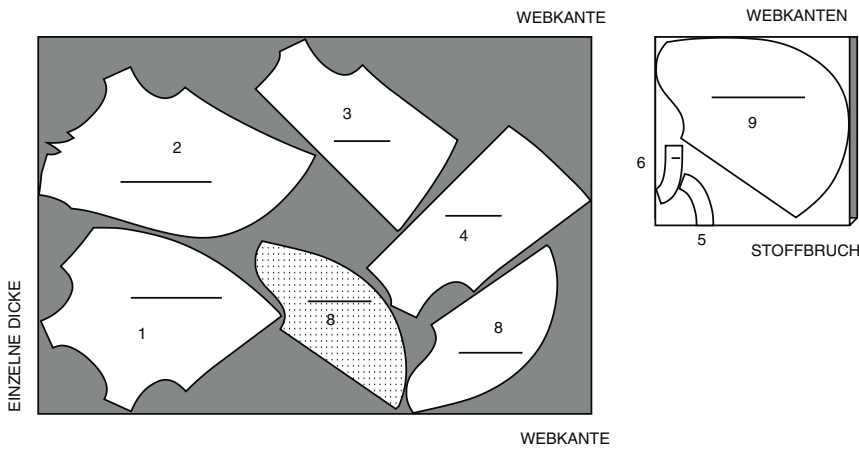 WEBKANTE
WEBKANTEN
3
2
9
6
4
5
STOFFBRUCH
EINZELNE DICKE
1
8
8
WEBKANTE